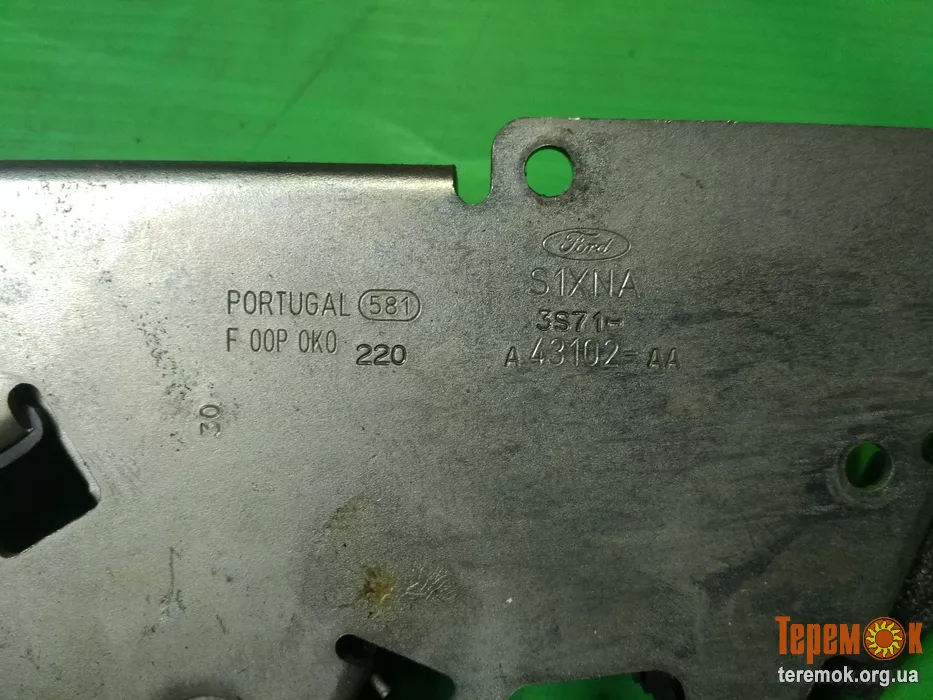 Ford
S1XNA
PORTUGAL 581
3S71-
F 00P 0K0 220
A 43102-AA
30
ТеремОк
teremok.org.ua